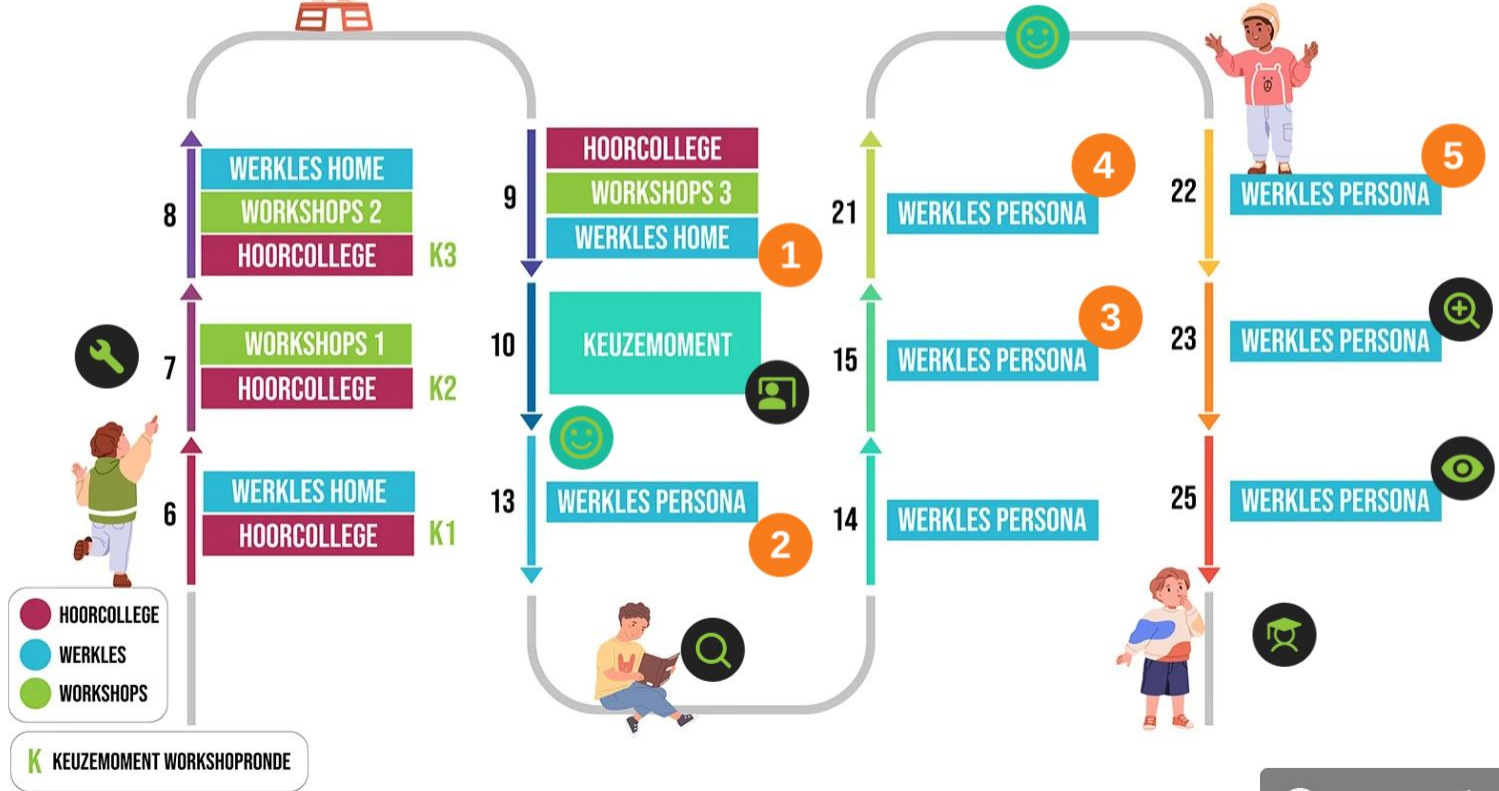 8
WERKLES HOME
WORKSHOPS 2
HOORCOLLEGE
K3
7
WORKSHOPS 1
HOORCOLLEGE
K2
6
WERKLES HOME
HOORCOLLEGE
K1
HOORCOLLEGE
WERKLES
WORKSHOPS
K KEUZEMOMENT WORKSHOPRONDE
9
HOORCOLLEGE
WORKSHOPS 3
WERKLES HOME
1
10
KEUZEMOMENT
13
WERKLES PERSONA
2
21
WERKLES PERSONA
4
15
WERKLES PERSONA
3
14
WERKLES PERSONA
22
WERKLES PERSONA
5
23
WERKLES PERSONA
25
WERKLES PERSONA